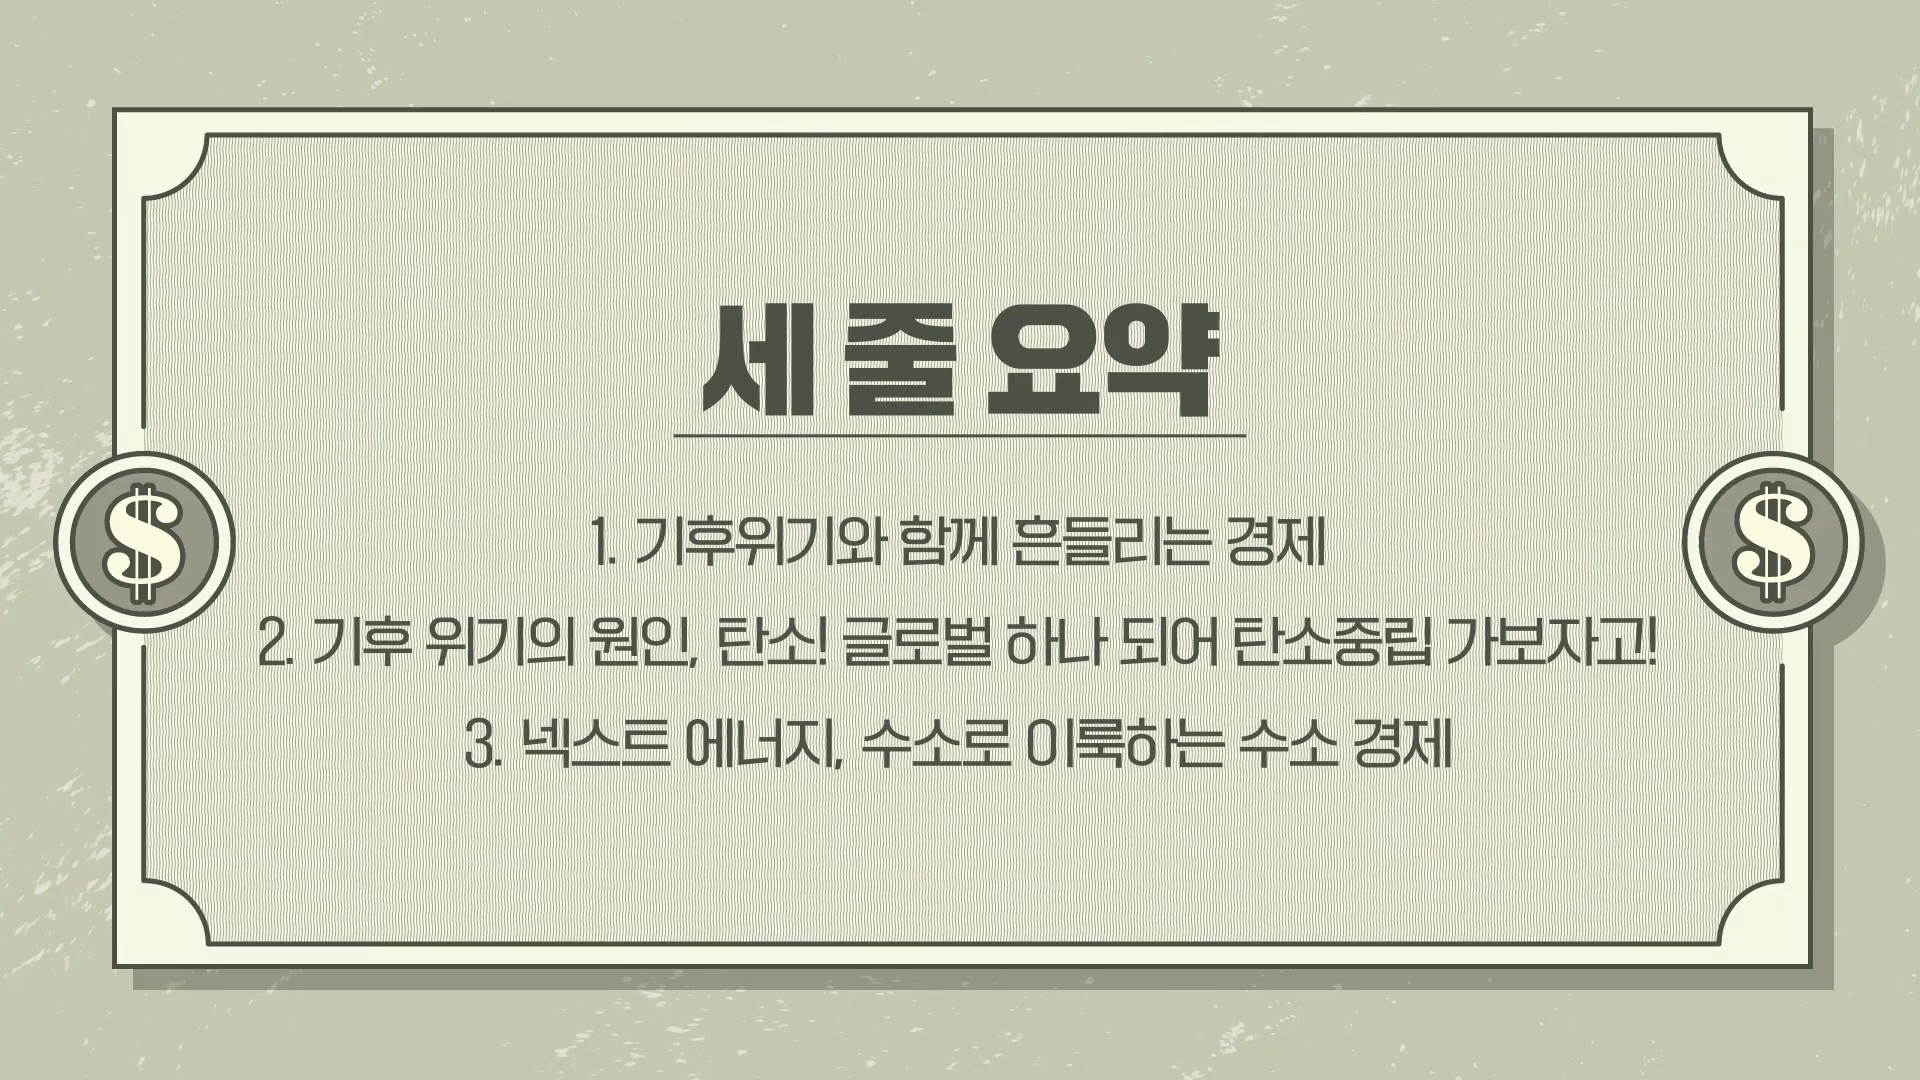 세 줄 요약
1. 기후위기와 함께 흔들리는 경제
2. 기후 위기의 원인, 탄소! 글로벌 하나 되어 탄소중립 가보자고!
3. 넥스트 에너지, 수소로 이룩하는 수소 경제
$
$